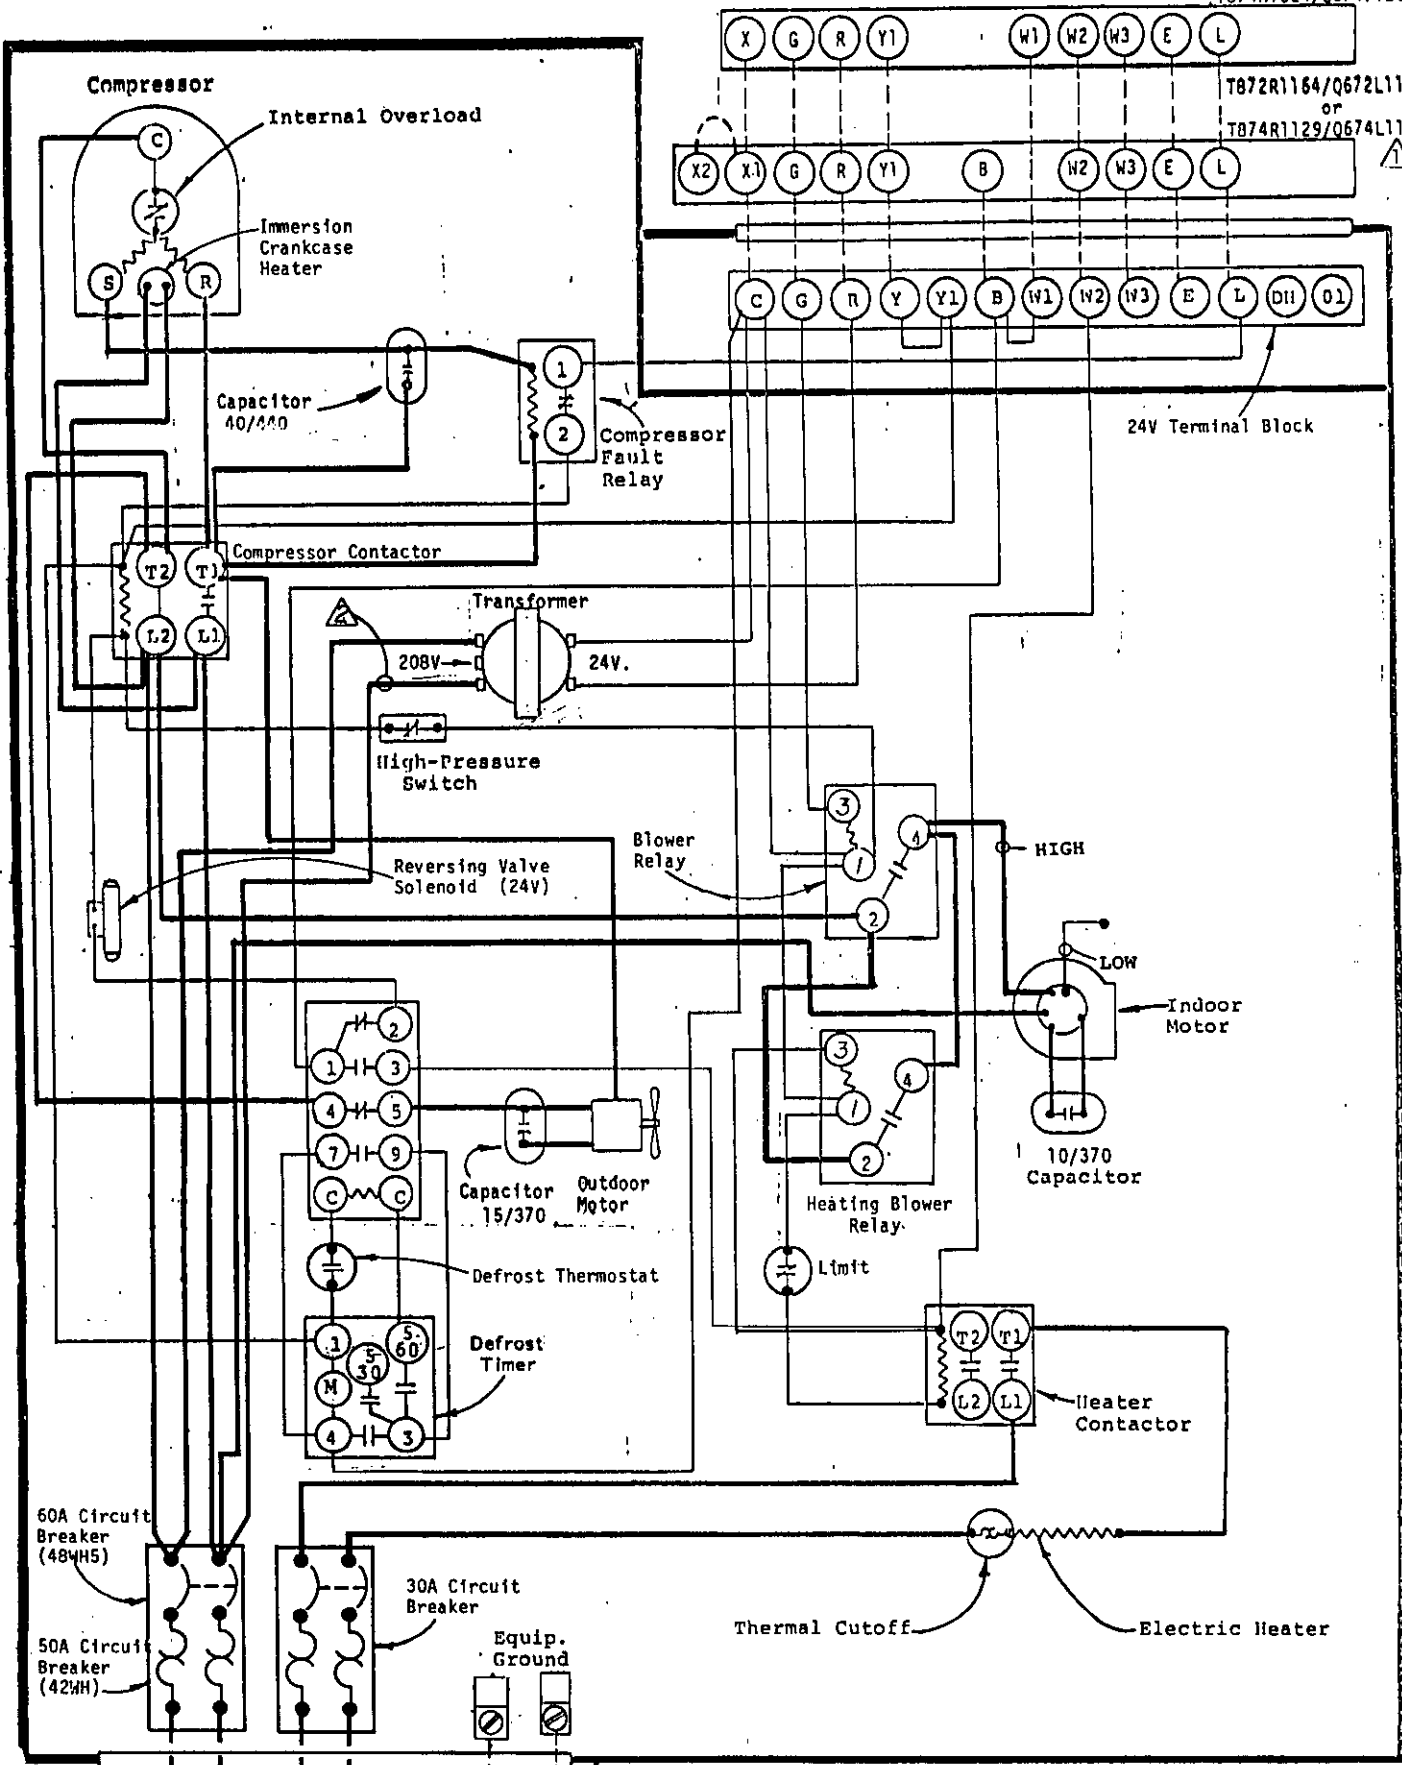 X G R Y1 W1 W2 W3 E L
T872R1164/Q672L11
or
T874R1129/Q674L11
1
X2 X1 G R Y1 B W2 W3 E L
C G R Y Y1 B W1 W2 W3 E L DH O1
24V Terminal Block
Compressor
Internal Overload
C
Immersion
Crankcase
Heater
S R
Capacitor
40/440
1
2
Compressor
Fault
Relay
Compressor Contactor
T2 T1
L2 L1
2
Transformer
208V
24V.
High-Pressure
Switch
Reversing Valve
Solenoid (24V)
Blower
Relay
3
4
1
2
HIGH
LOW
Indoor
Motor
10/370
Capacitor
3
4
1
2
Heating Blower
Relay
2
1 3
4 5
7 9
C C
Capacitor
15/370
Outdoor
Motor
Defrost Thermostat
Limit
1
5-
60
5-
30
M
4 3
Defrost
Timer
T2 T1
L2 L1
Heater
Contactor
60A Circuit
Breaker
(48WH5)
50A Circuit
Breaker
(42WH)
30A Circuit
Breaker
Equip.
Ground
Thermal Cutoff
Electric Heater